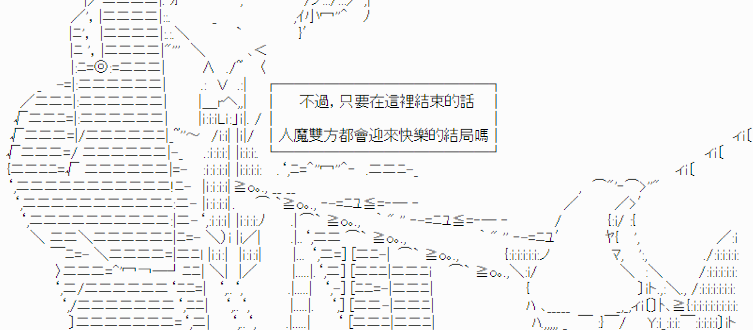 不過，只要在這裡結束的話
人魔雙方都會迎來快樂的結局嗎